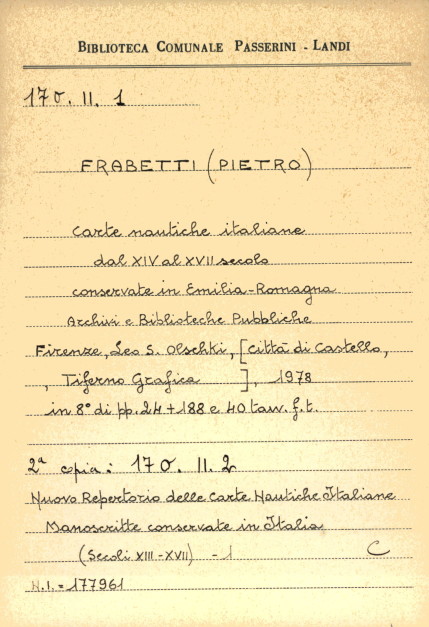 BIBLIOTECA COMUNALE PASSERINI - LANDI
170. II. 1
FRABETTI (PIETRO)
Carte nautiche italiane
dal XIV al XVII secolo
conservate in Emilia-Romagna
Archivi e Biblioteche Pubbliche
Firenze, Leo S. Olschki, [Città di Castello,
, Tiferno Grafica ], 1978
in 8° di pp. 24 + 188 e 40 tavv. f.t.
2ª copia: 170. II. 2
Nuovo Repertorio delle Carte Nautiche Italiane
Manoscritte conservate in Italia
(Secoli XIII-XVII) - 1 C
N.I. = 177961